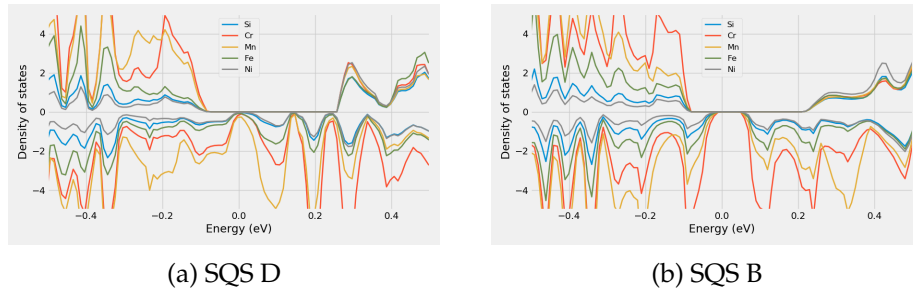 Density of states
4
2
0
−2
−4
Si
Cr
Mn
Fe
Ni
−0.4
−0.2
0.0
0.2
0.4
Energy (eV)
(a) SQS D
Density of states
4
2
0
−2
−4
Si
Cr
Mn
Fe
Ni
−0.4
−0.2
0.0
0.2
0.4
Energy (eV)
(b) SQS B